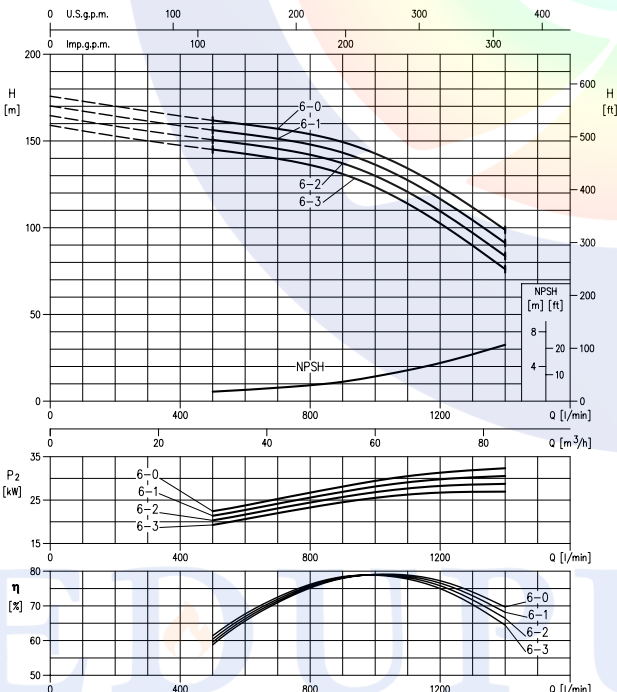 0 100 200 300 400
U.S.g.p.m.
0 100 200 300
Imp.g.p.m.
200
150
100
50
0
H
[m]
H
[ft]
600
500
400
300
200
100
0
6-0
6-1
6-2
6-3
NPSH
[m] [ft]
8
20
4
10
NPSH
0 400 800 1200 Q [l/min]
0 20 40 60 80 Q [m³/h]
P₂
[kW]
35
25
15
6-0
6-1
6-2
6-3
0 400 800 1200 Q [l/min]
η
[%]
80
70
60
50
6-0
6-1
6-2
6-3
0 400 800 1200 Q [l/min]
EDUPU